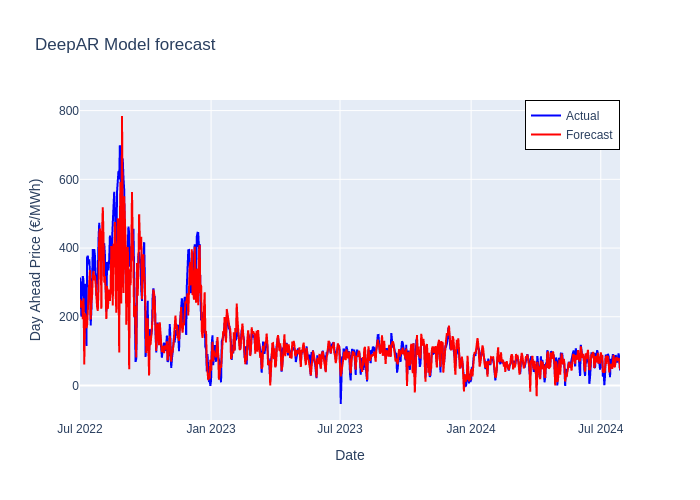 DeepAR Model forecast
Actual
Forecast
800
600
400
200
0
Day Ahead Price (€/MWh)
Jul 2022
Jan 2023
Jul 2023
Jan 2024
Jul 2024
Date